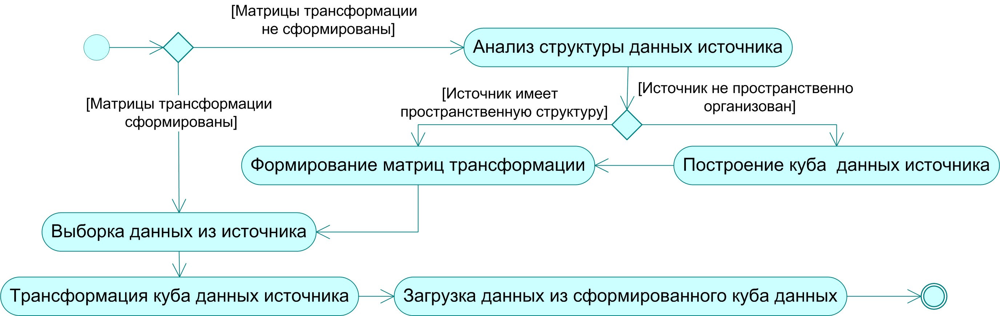 [Матрицы трансформации
не сформированы]
Анализ структуры данных источника
[Источник не пространственно
организован]
[Источник имеет
пространственную структуру]
[Матрицы трансформации
сформированы]
Формирование матриц трансформации
Построение куба данных источника
Выборка данных из источника
Трансформация куба данных источника
Загрузка данных из сформированного куба данных